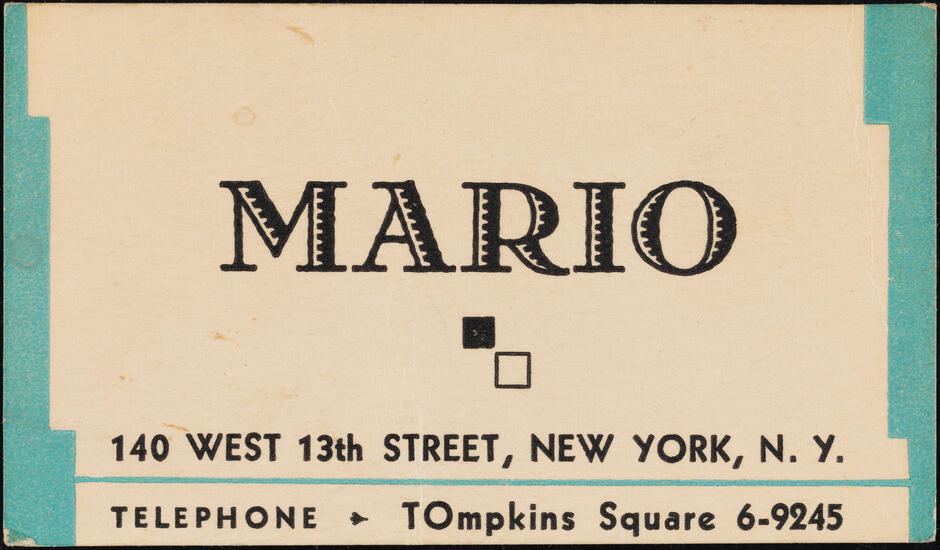 MARIO
140 WEST 13th STREET, NEW YORK, N. Y.
TELEPHONE TOmpkins Square 6-9245